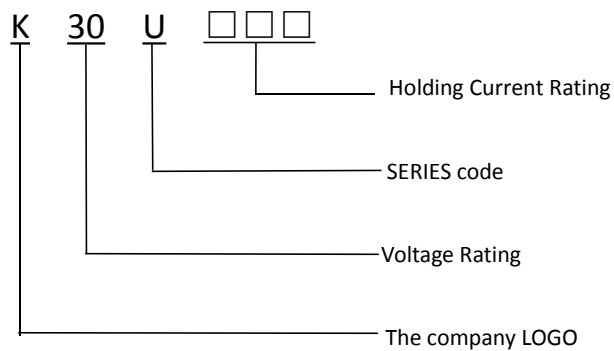 K 30 U □□□
Holding Current Rating
SERIES code
Voltage Rating
The company LOGO